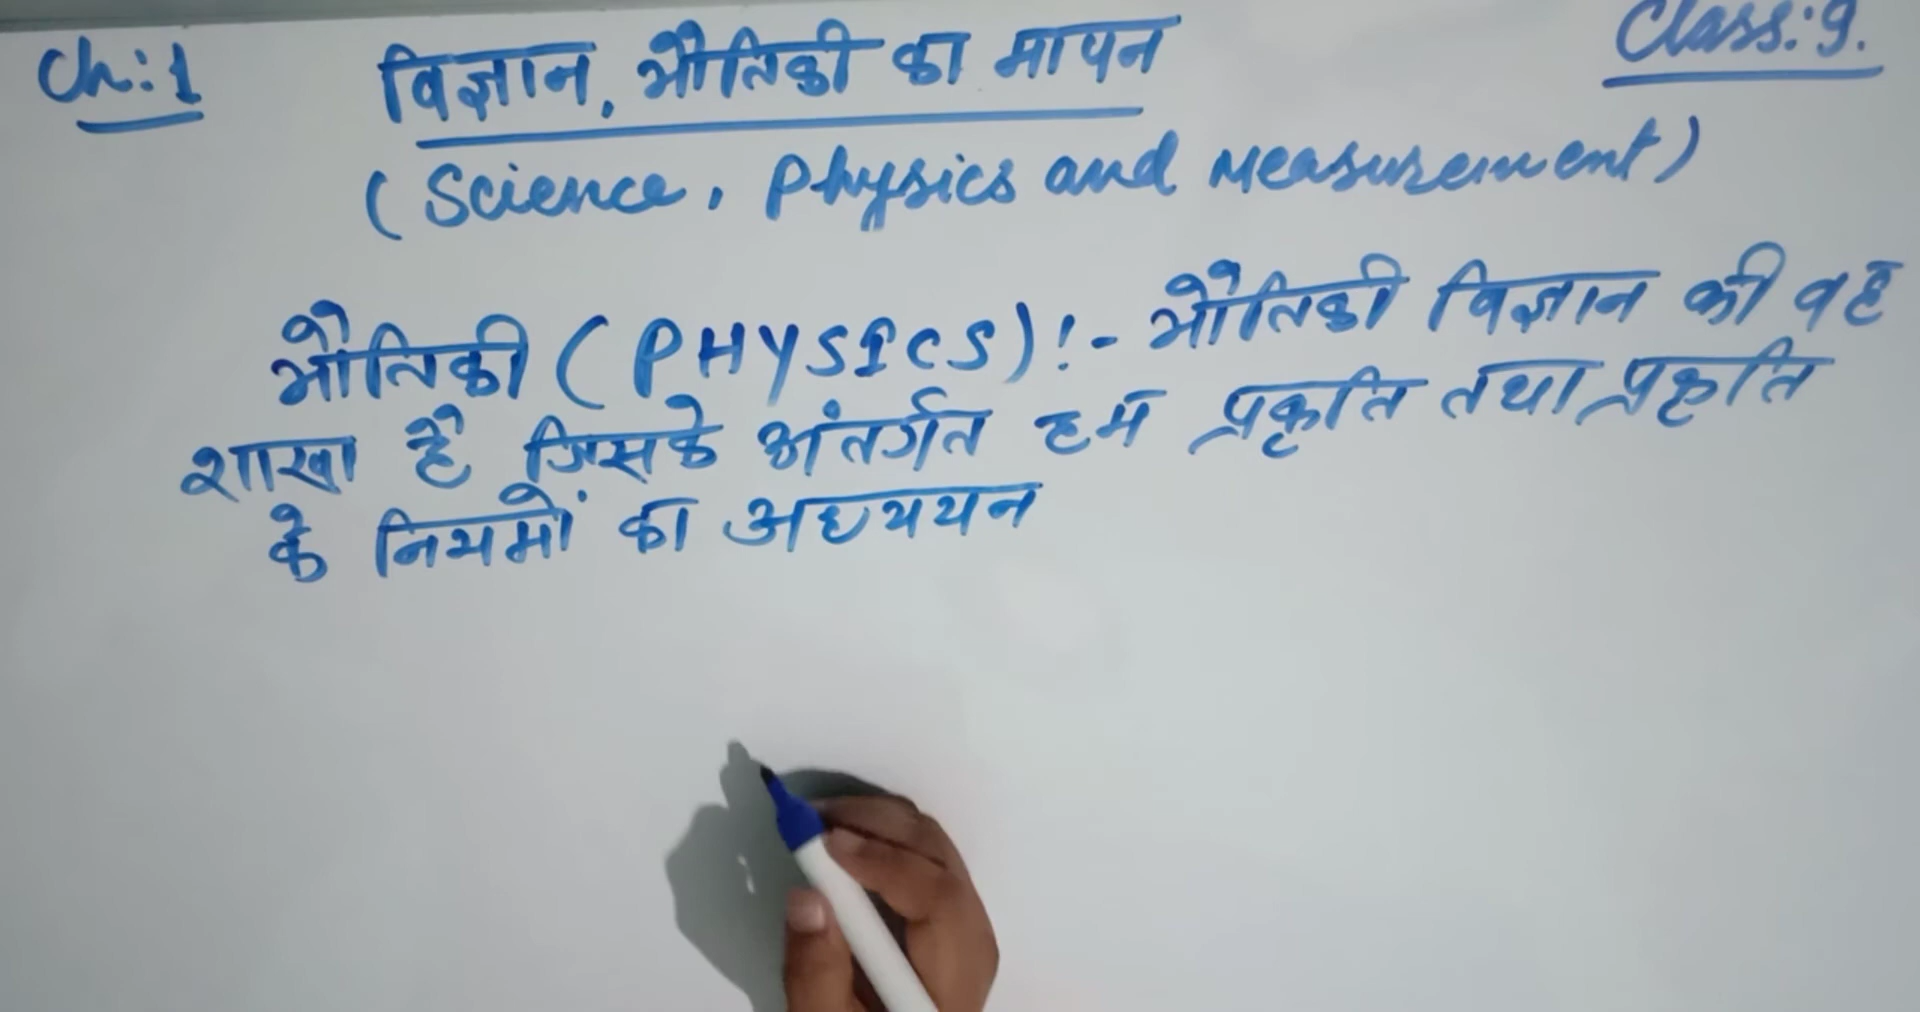 Ch:1 विज्ञान, भौतिकी का मापन Class:9.
(Science, Physics and Measurement)
भौतिकी (PHYSICS):- भौतिकी विज्ञान की वह
शाखा है जिसके अंतर्गत हम प्रकृति तथा प्रकृति
के नियमों का अध्ययन